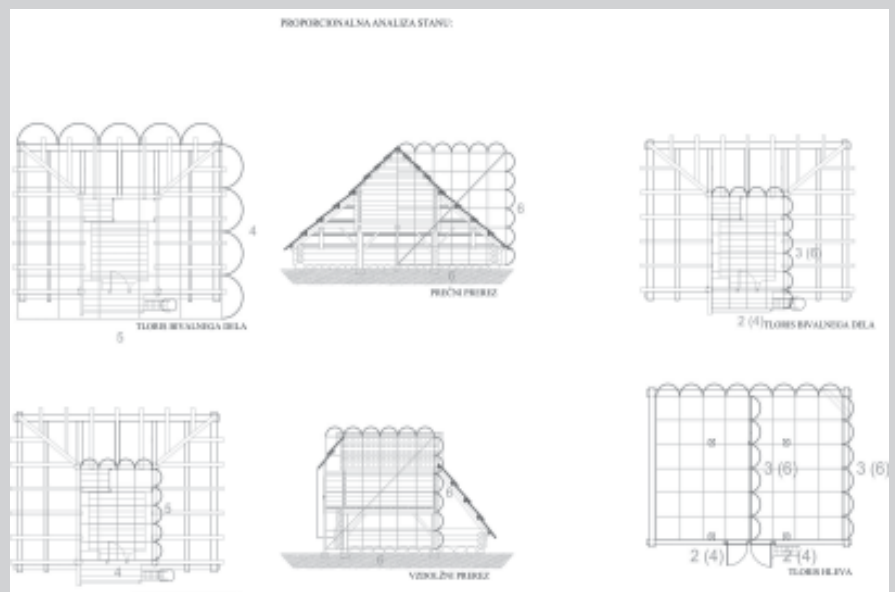 PROPORCIONALNA ANALIZA STANU:
4
TLORIS BIVALNEGA DELA
5
6
6
PREČNI PREREZ
3 (6)
2 (4) TLORIS BIVALNEGA DELA
5
4
6
6
VZDOLŽNI PREREZ
3 (6) 3 (6)
2 (4) 2 (4)
TLORIS HLEVA